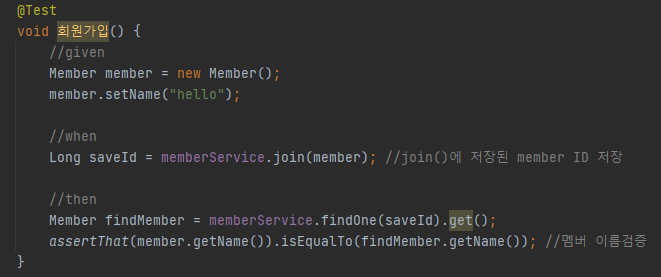 @Test
void 회원가입() {
    //given
    Member member = new Member();
    member.setName("hello");

    //when
    Long saveId = memberService.join(member); //join()에 저장된 member ID 저장

    //then
    Member findMember = memberService.findOne(saveId).get();
    assertThat(member.getName()).isEqualTo(findMember.getName()); //멤버 이름검증
}